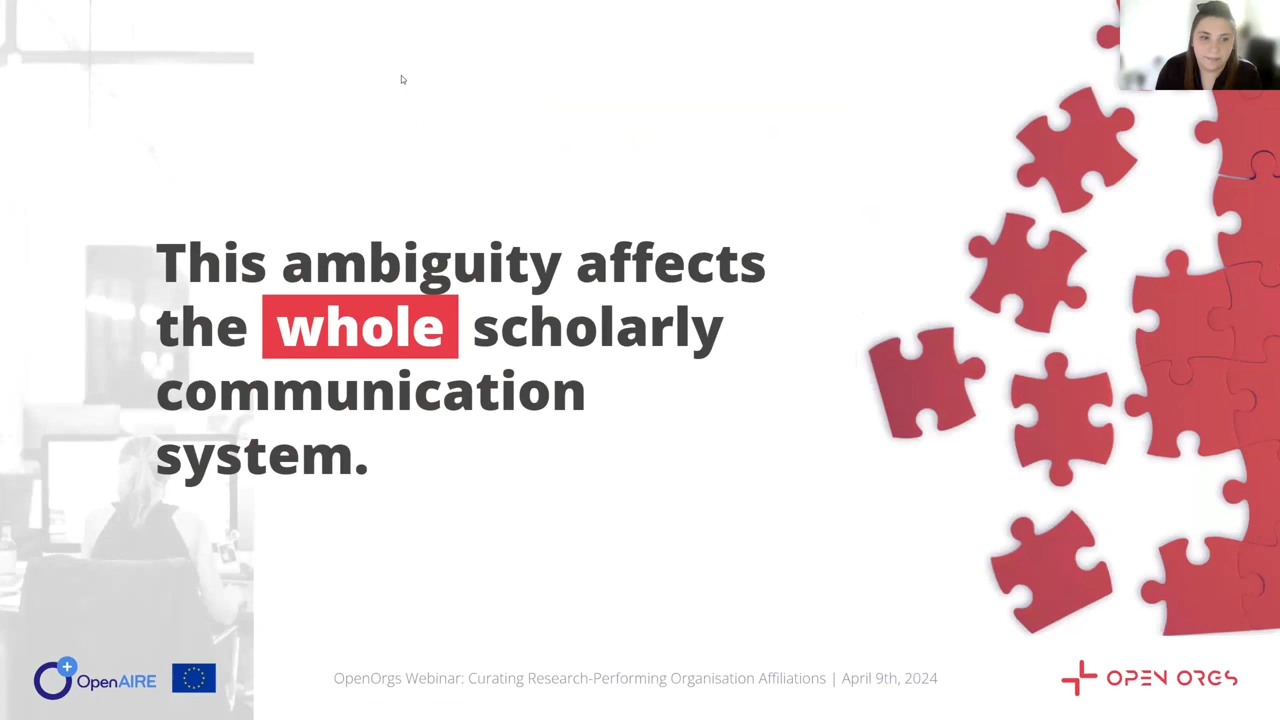 This ambiguity affects
the whole scholarly
communication
system.
OpenAIRE
OpenOrgs Webinar: Curating Research-Performing Organisation Affiliations | April 9th, 2024
OPEN ORGS